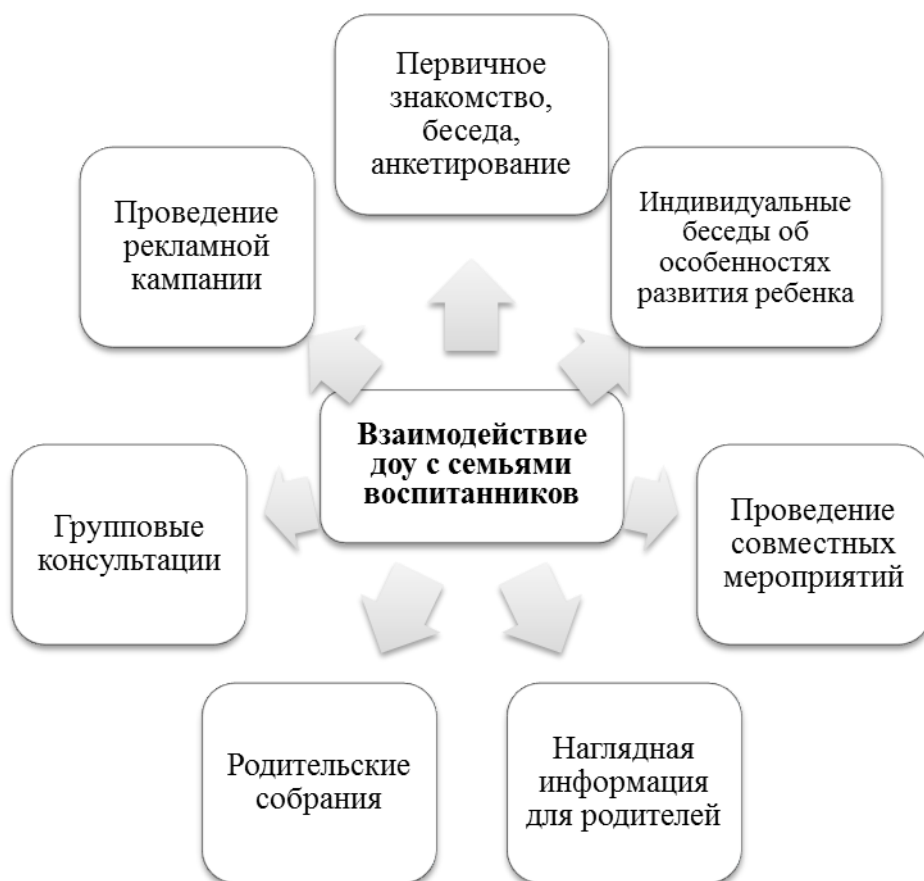 Первичное
знакомство,
беседа,
анкетирование
Проведение
рекламной
кампании
Индивидуальные
беседы об
особенностях
развития ребенка
Взаимодействие
доу с семьями
воспитанников
Групповые
консультации
Проведение
совместных
мероприятий
Родительские
собрания
Наглядная
информация
для родителей